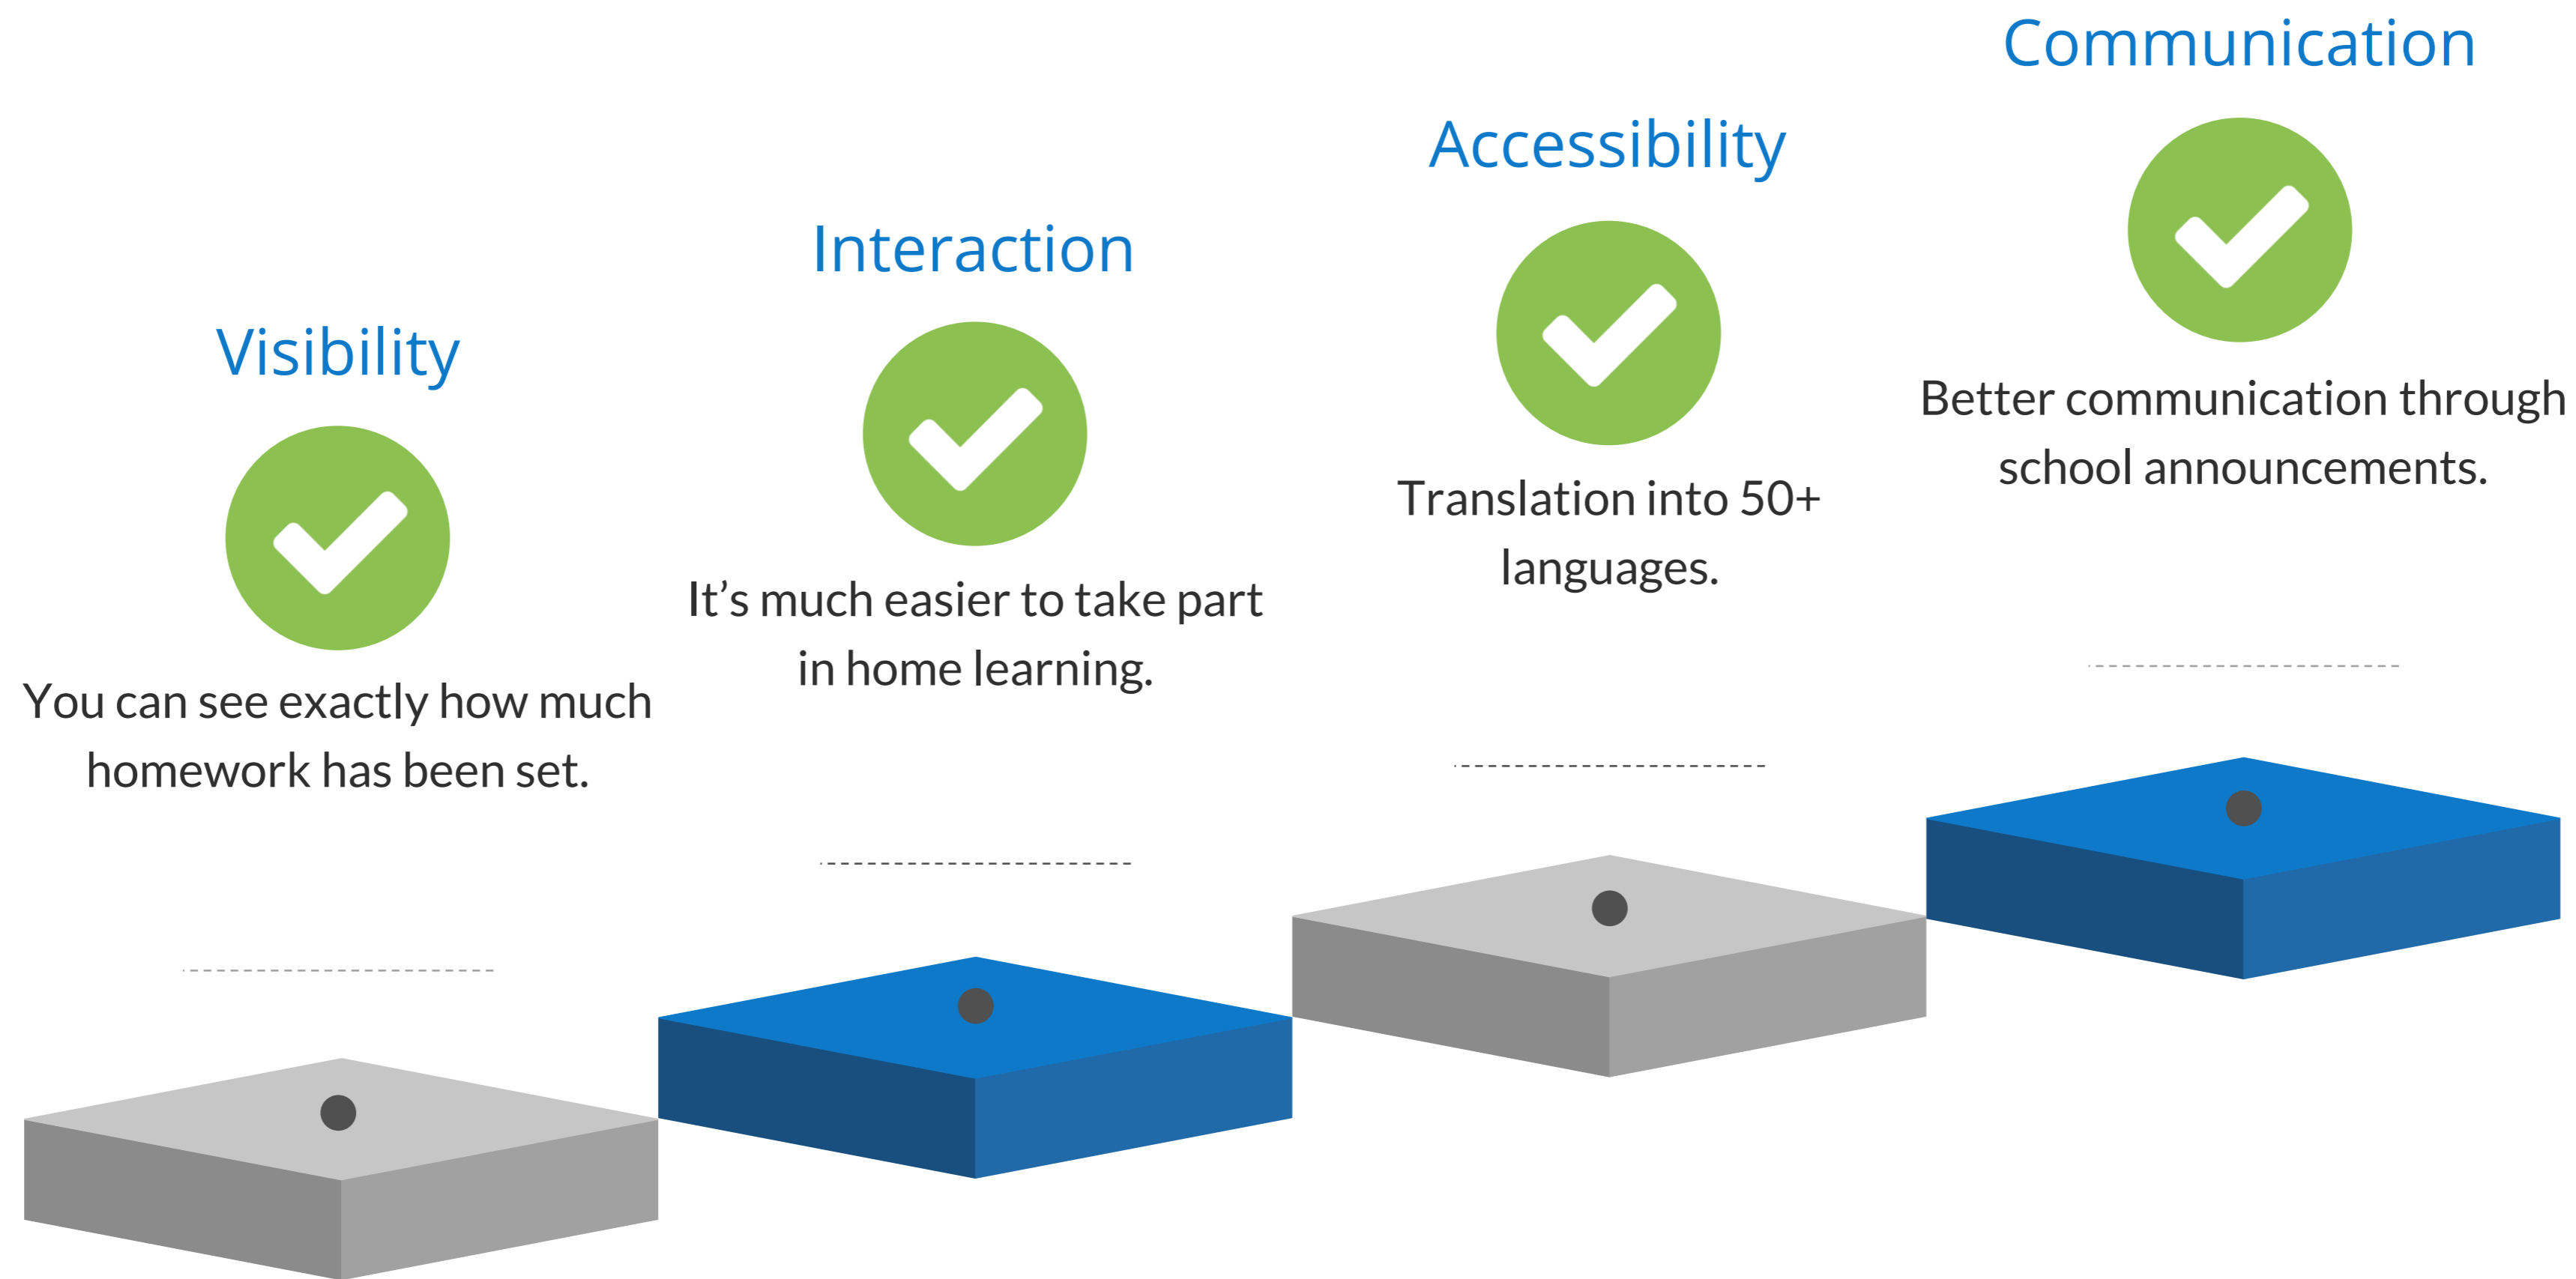 Visibility
You can see exactly how much
homework has been set.
Interaction
It’s much easier to take part
in home learning.
Accessibility
Translation into 50+
languages.
Communication
Better communication through
school announcements.